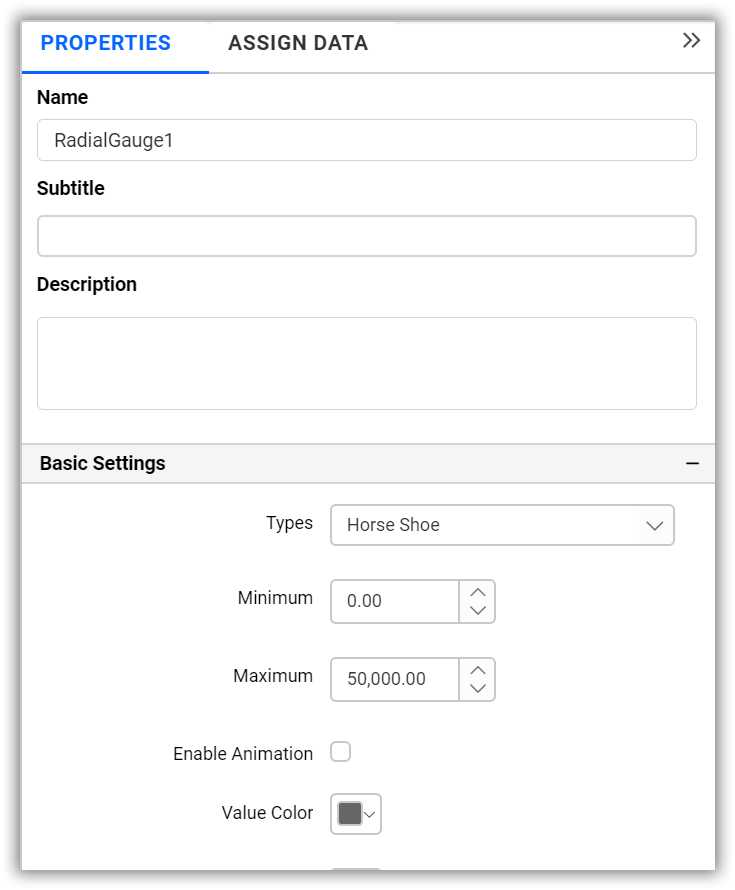 PROPERTIES ASSIGN DATA
Name
RadialGauge1
Subtitle
Description
Basic Settings
Types Horse Shoe
Minimum 0.00
Maximum 50,000.00
Enable Animation
Value Color